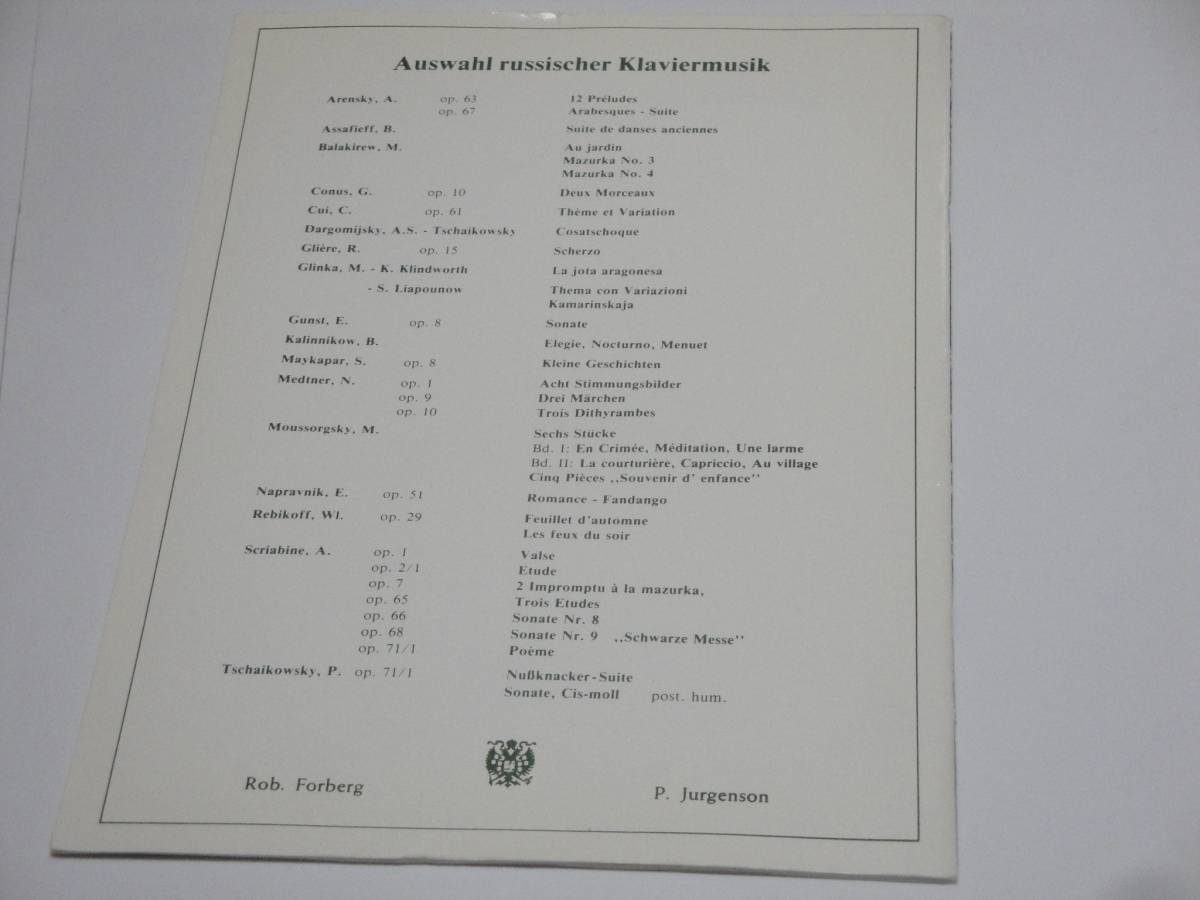 Auswahl russischer Klaviermusik
Arensky, A. op. 63 12 Préludes
op. 67 Arabesques - Suite
Assafieff, B. Suite de danses anciennes
Balakirew, M. Au jardin
Mazurka No. 3
Mazurka No. 4
Conus, G. op. 10 Deux Morceaux
Cui, C. op. 61 Thème et Variation
Dargomijsky, A.S. - Tschaikowsky Cosatschoque
Glière, R. op. 15 Scherzo
Glinka, M. - K. Klindworth La jota aragonesa
- S. Liapounow Thema con Variazioni
Kamarinskaja
Gunst, E. op. 8 Sonate
Kalinnikow, B. Elegie, Nocturno, Menuet
Maykapar, S. op. 8 Kleine Geschichten
Medtner, N. op. 1 Acht Stimmungsbilder
op. 9 Drei Märchen
op. 10 Trois Dithyrambes
Moussorgsky, M. Sechs Stücke
Bd. I: En Crimée, Méditation, Une larme
Bd. II: La courturière, Capriccio, Au village
Cinq Pièces ,,Souvenir d' enfance"
Napravnik, E. op. 51 Romance - Fandango
Rebikoff, Wl. op. 29 Feuillet d'automne
Les feux du soir
Scriabine, A. op. 1 Valse
op. 2/1 Etude
op. 7 2 Impromptu à la mazurka,
op. 65 Trois Etudes
op. 66 Sonate Nr. 8
op. 68 Sonate Nr. 9 ,,Schwarze Messe"
op. 71/1 Poéme
Tschaikowsky, P. op. 71/1 Nußknacker-Suite
Sonate, Cis-moll post. hum.
Rob. Forberg P. Jurgenson